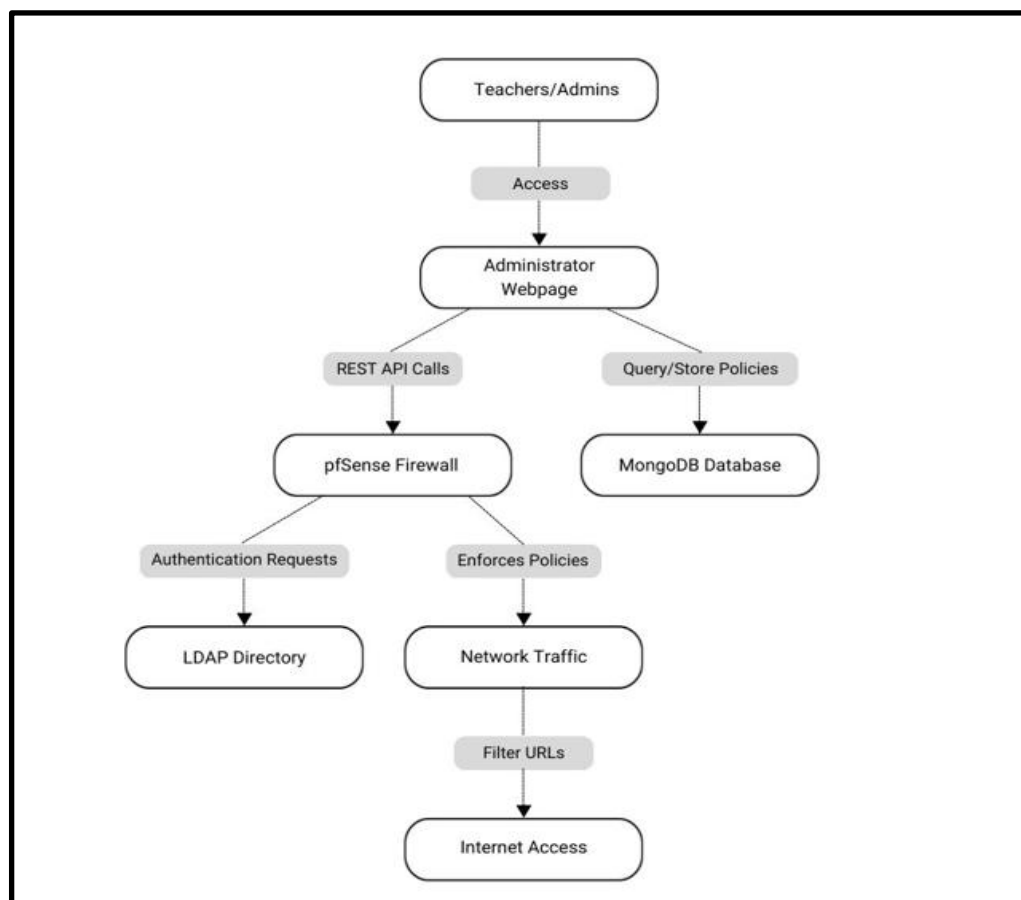 Teachers/Admins
Access
Administrator
Webpage
REST API Calls
Query/Store Policies
pfSense Firewall
MongoDB Database
Authentication Requests
Enforces Policies
LDAP Directory
Network Traffic
Filter URLs
Internet Access